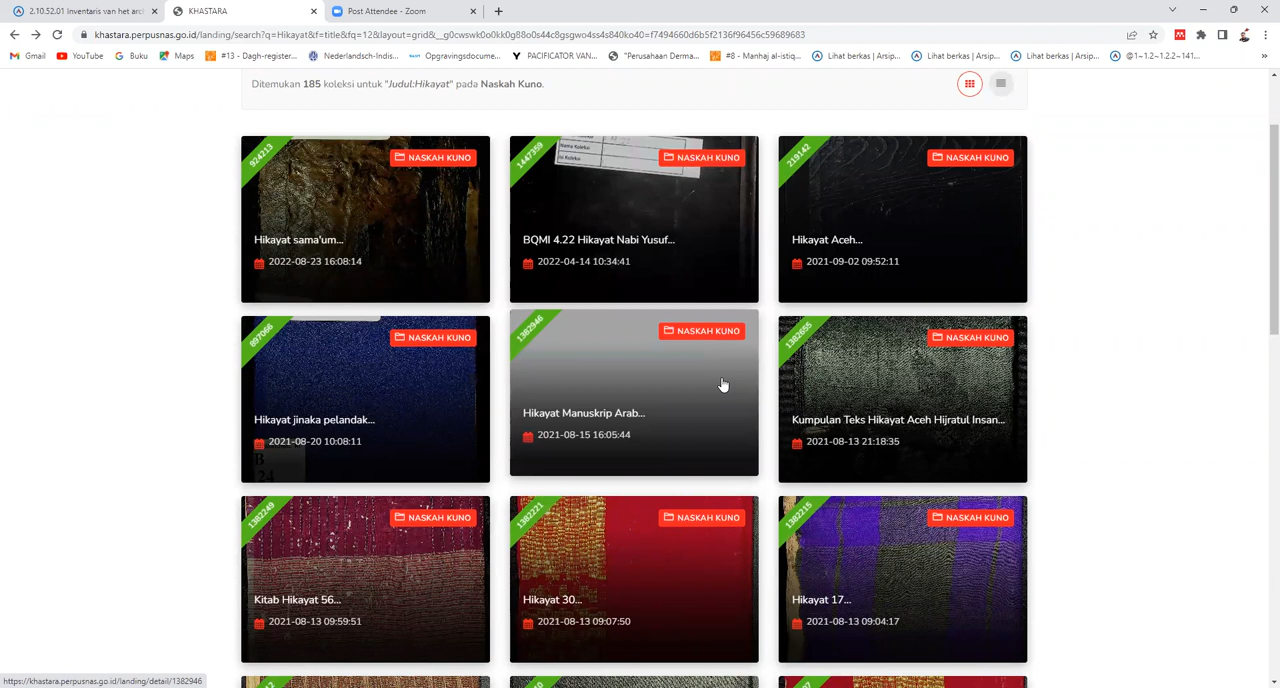 2.10.52.01 Inventaris van het arch
KHASTARA
Post Attendee - Zoom
khastara.perpusnas.go.id/landing/search?q=Hikayat&f=title&fq=12&layout=grid&__g0cwswk0o0kk0g78c0s44c8gsgwo4ss4s840ko40=f7494660d6b5f2136f96456c59689683
Gmail
YouTube
Buku
Maps
#13 - Dagh-register...
Nederlandsch-Indis...
Opgravingsdocume...
PACIFICATOR VAN...
"Perusahaan Derma...
#8 - Manhaj al-istiq...
Lihat berkas | Arsip...
Lihat berkas | Arsip...
Lihat berkas | Arsip...
@1~1.2~1.2.2~141...
Ditemukan 185 koleksi untuk "Judul:Hikayat" pada Naskah Kuno.
924213
NASKAH KUNO
Hikayat sama'um...
2022-08-23 16:08:14
1447359
Nama Koleksi
NASKAH KUNO
BQMI 4.22 Hikayat Nabi Yusuf...
2022-04-14 10:34:41
219142
NASKAH KUNO
Hikayat Aceh...
2021-09-02 09:52:11
897066
NASKAH KUNO
Hikayat jinaka pelandak...
2021-08-20 10:08:11
B
24
1382946
NASKAH KUNO
Hikayat Manuskrip Arab...
2021-08-15 16:05:44
1382655
NASKAH KUNO
Kumpulan Teks Hikayat Aceh Hijratul Insan...
2021-08-13 21:18:35
1382249
NASKAH KUNO
Kitab Hikayat 56...
2021-08-13 09:59:51
1382221
NASKAH KUNO
Hikayat 30...
2021-08-13 09:07:50
1382215
NASKAH KUNO
Hikayat 17...
2021-08-13 09:04:17
https://khastara.perpusnas.go.id/landing/detail/1382946